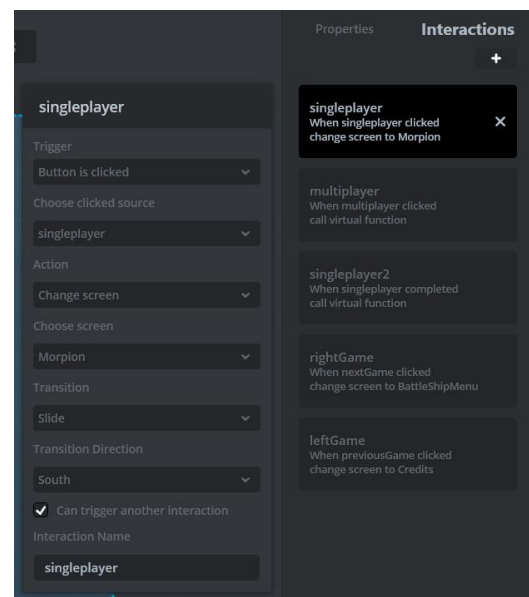 Properties
Interactions
+
singleplayer
Trigger
Button is clicked
Choose clicked source
singleplayer
Action
Change screen
Choose screen
Morpion
Transition
Slide
Transition Direction
South
Can trigger another interaction
Interaction Name
singleplayer
singleplayer
When singleplayer clicked
change screen to Morpion
multiplayer
When multiplayer clicked
call virtual function
singleplayer2
When singleplayer completed
call virtual function
rightGame
When nextGame clicked
change screen to BattleShipMenu
leftGame
When previousGame clicked
change screen to Credits